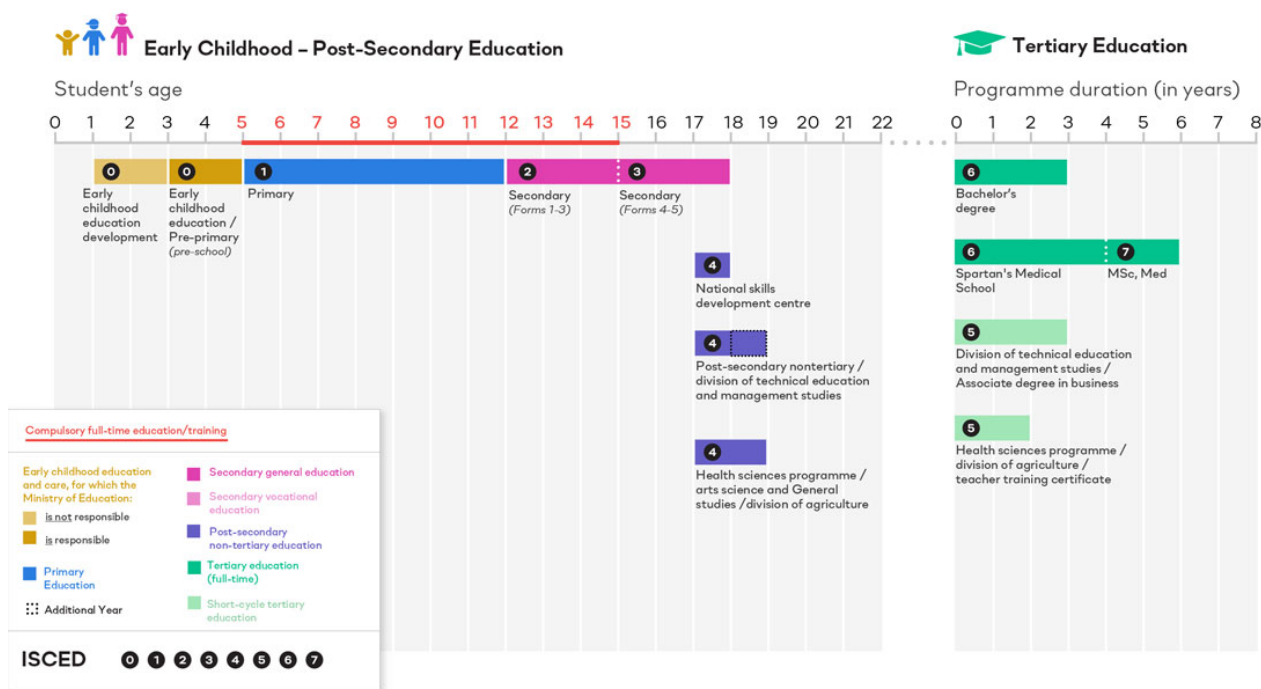 Early Childhood – Post-Secondary Education
Student's age
0 1 2 3 4 5 6 7 8 9 10 11 12 13 14 15 16 17 18 19 20 21 22
0
Early
childhood
education
development
0
Early
childhood
education /
Pre-primary
(pre-school)
1
Primary
2
Secondary
(Forms 1-3)
3
Secondary
(Forms 4-5)
4
National skills
development centre
4
Post-secondary nontertiary /
division of technical education
and management studies
4
Health sciences programme /
arts science and General
studies /division of agriculture
Tertiary Education
Programme duration (in years)
0 1 2 3 4 5 6 7 8
6
Bachelor's
degree
6
Spartan's Medical
School
7
MSc, Med
5
Division of technical education
and management studies /
Associate degree in business
5
Health sciences programme /
division of agriculture /
teacher training certificate
Compulsory full-time education/training
Early childhood education
and care, for which the
Ministry of Education:
is not responsible
is responsible
Primary
Education
Additional Year
Secondary general education
Secondary vocational
education
Post-secondary
non-tertiary education
Tertiary education
(full-time)
Short-cycle tertiary
education
ISCED 0 1 2 3 4 5 6 7